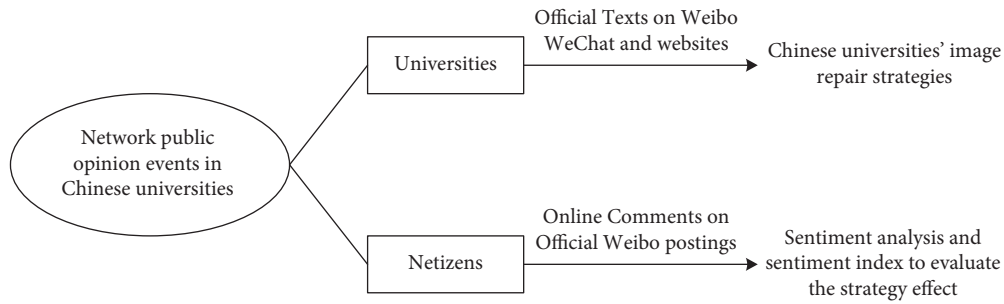 Network public
opinion events in
Chinese universities
Universities
Official Texts on Weibo
WeChat and websites
Chinese universities’ image
repair strategies
Netizens
Online Comments on
Official Weibo postings
Sentiment analysis and
sentiment index to evaluate
the strategy effect